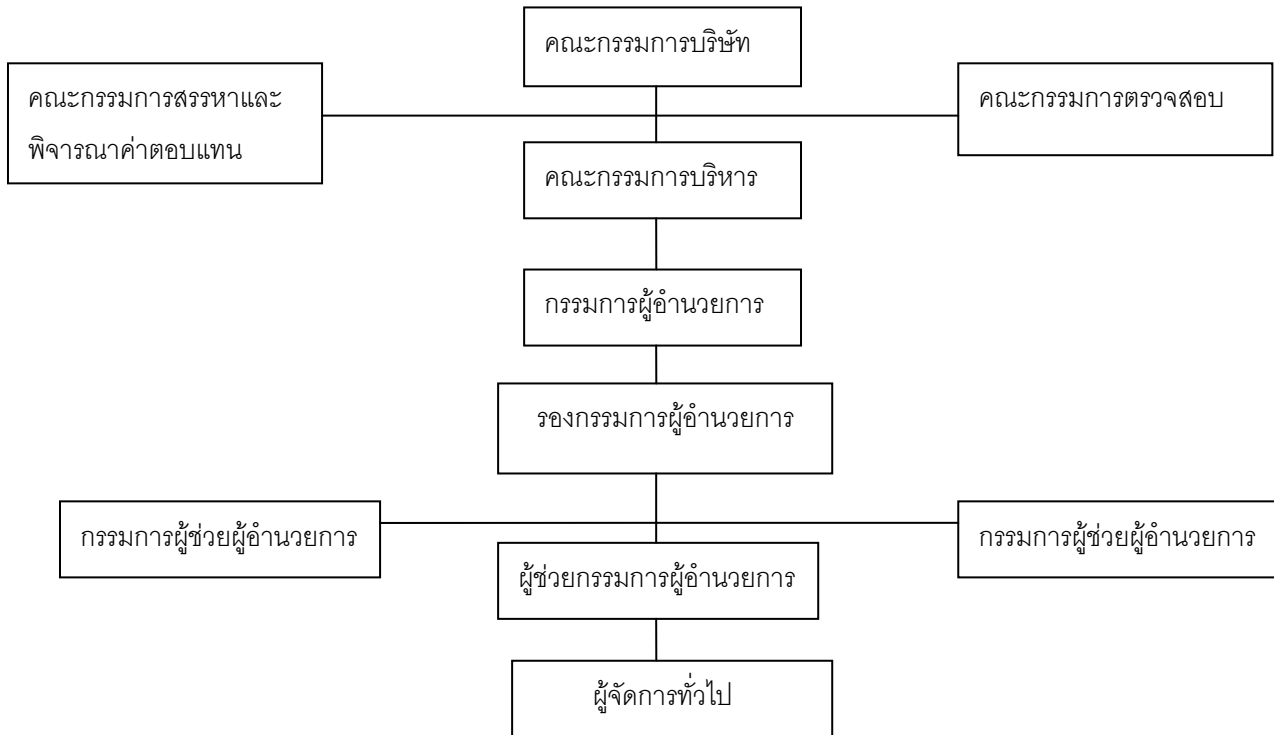 คณะกรรมการบริษัท
คณะกรรมการสรรหาและ
พิจารณาค่าตอบแทน
คณะกรรมการตรวจสอบ
คณะกรรมการบริหาร
กรรมการผู้อำนวยการ
รองกรรมการผู้อำนวยการ
กรรมการผู้ช่วยผู้อำนวยการ
กรรมการผู้ช่วยผู้อำนวยการ
ผู้ช่วยกรรมการผู้อำนวยการ
ผู้จัดการทั่วไป